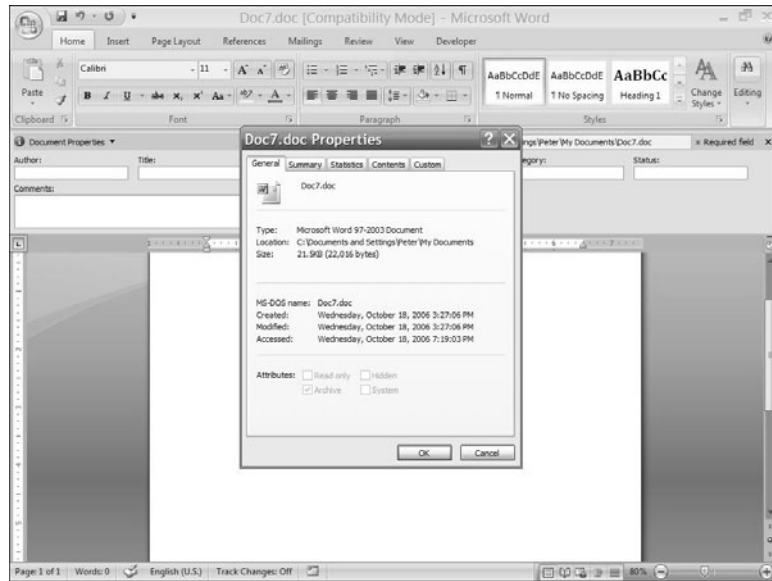 Doc7.doc [Compatibility Mode] - Microsoft Word
Home Insert Page Layout References Mailings Review View Developer
Calibri 11
AaBbCcDdE AaBbCcDdE AaBbCc
Paste
B I U abc x, x' Aa A
¶ Normal ¶ No Spacing Heading 1
Change Styles
Editing
Clipboard Font Paragraph Styles
Document Properties
ings\Peter\My Documents\Doc7.doc
* Required field
Author: Title:
egory: Status:
Comments:
Doc7.doc Properties
General Summary Statistics Contents Custom
Doc7.doc
Type: Microsoft Word 97-2003 Document
Location: C:\Documents and Settings\Peter\My Documents
Size: 21.5KB (22,016 bytes)
MS-DOS name: Doc7.doc
Created: Wednesday, October 18, 2006 3:27:06 PM
Modified: Wednesday, October 18, 2006 3:27:06 PM
Accessed: Wednesday, October 18, 2006 7:19:03 PM
Attributes: Read only Hidden
Archive System
OK Cancel
Page: 1 of 1 Words: 0 English (U.S.) Track Changes: Off 80%